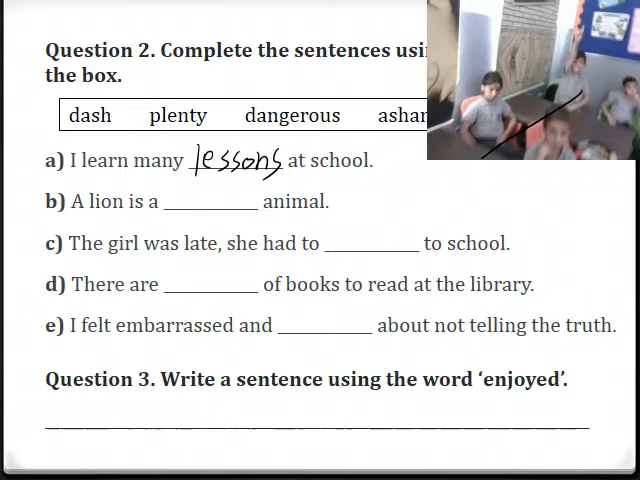 Question 2. Complete the sentences
the box.
dash plenty dangerous
a) I learn many lessons at school.
b) A lion is a __________ animal.
c) The girl was late, she had to __________ to school.
d) There are __________ of books to read at the library.
e) I felt embarrassed and __________ about not telling the truth.
Question 3. Write a sentence using the word ‘enjoyed’.